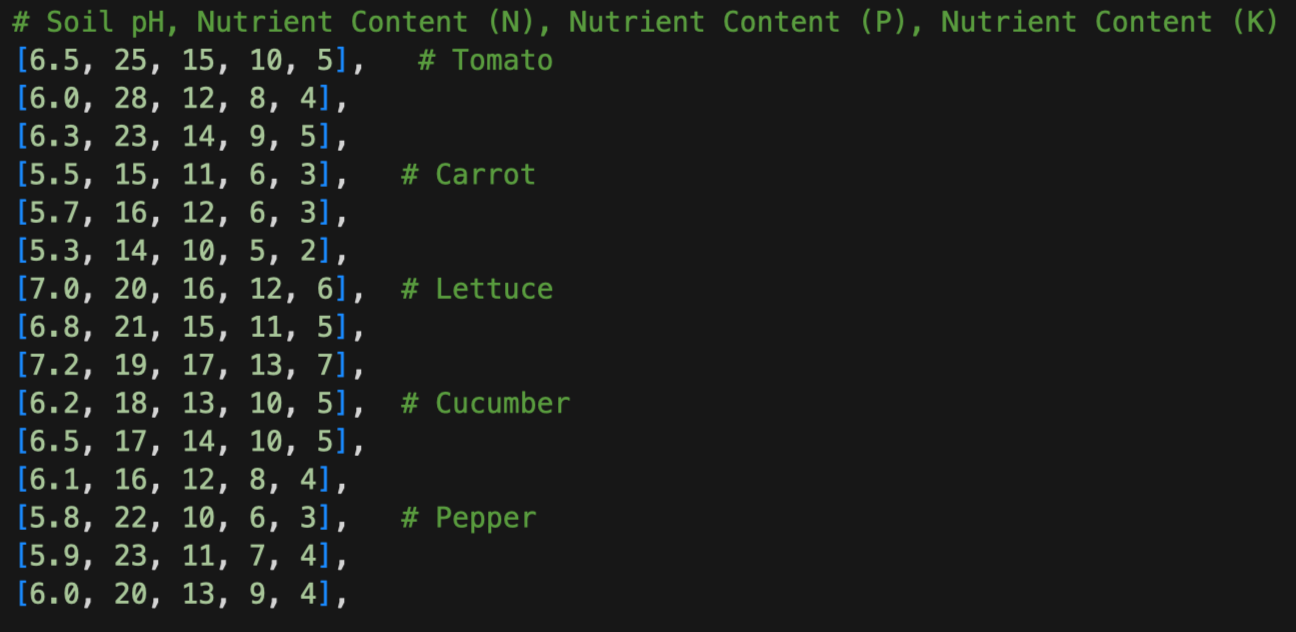 # Soil pH, Nutrient Content (N), Nutrient Content (P), Nutrient Content (K)
[6.5, 25, 15, 10, 5],   # Tomato
[6.0, 28, 12, 8, 4],
[6.3, 23, 14, 9, 5],
[5.5, 15, 11, 6, 3],   # Carrot
[5.7, 16, 12, 6, 3],
[5.3, 14, 10, 5, 2],
[7.0, 20, 16, 12, 6],  # Lettuce
[6.8, 21, 15, 11, 5],
[7.2, 19, 17, 13, 7],
[6.2, 18, 13, 10, 5],  # Cucumber
[6.5, 17, 14, 10, 5],
[6.1, 16, 12, 8, 4],
[5.8, 22, 10, 6, 3],   # Pepper
[5.9, 23, 11, 7, 4],
[6.0, 20, 13, 9, 4],